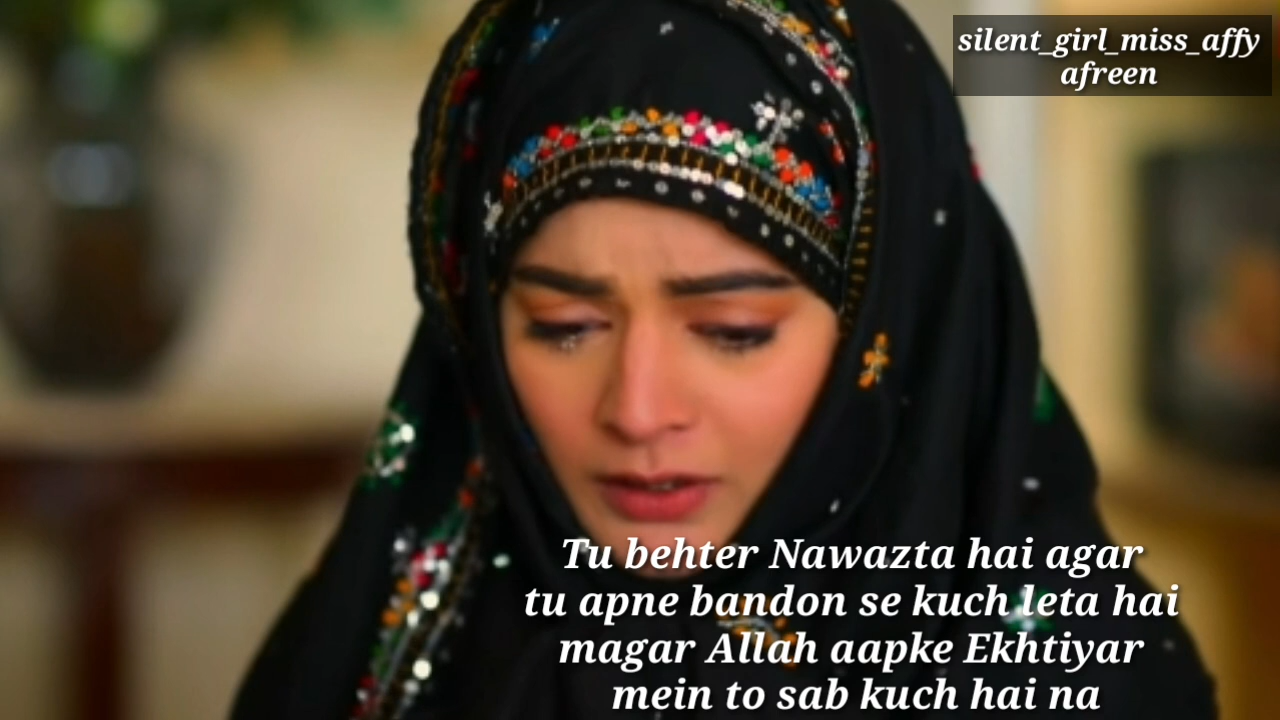 silent_girl_miss_affy
afreen
Tu behter Nawazta hai agar
tu apne bandon se kuch leta hai
magar Allah aapke Ekhtiyar
mein to sab kuch hai na